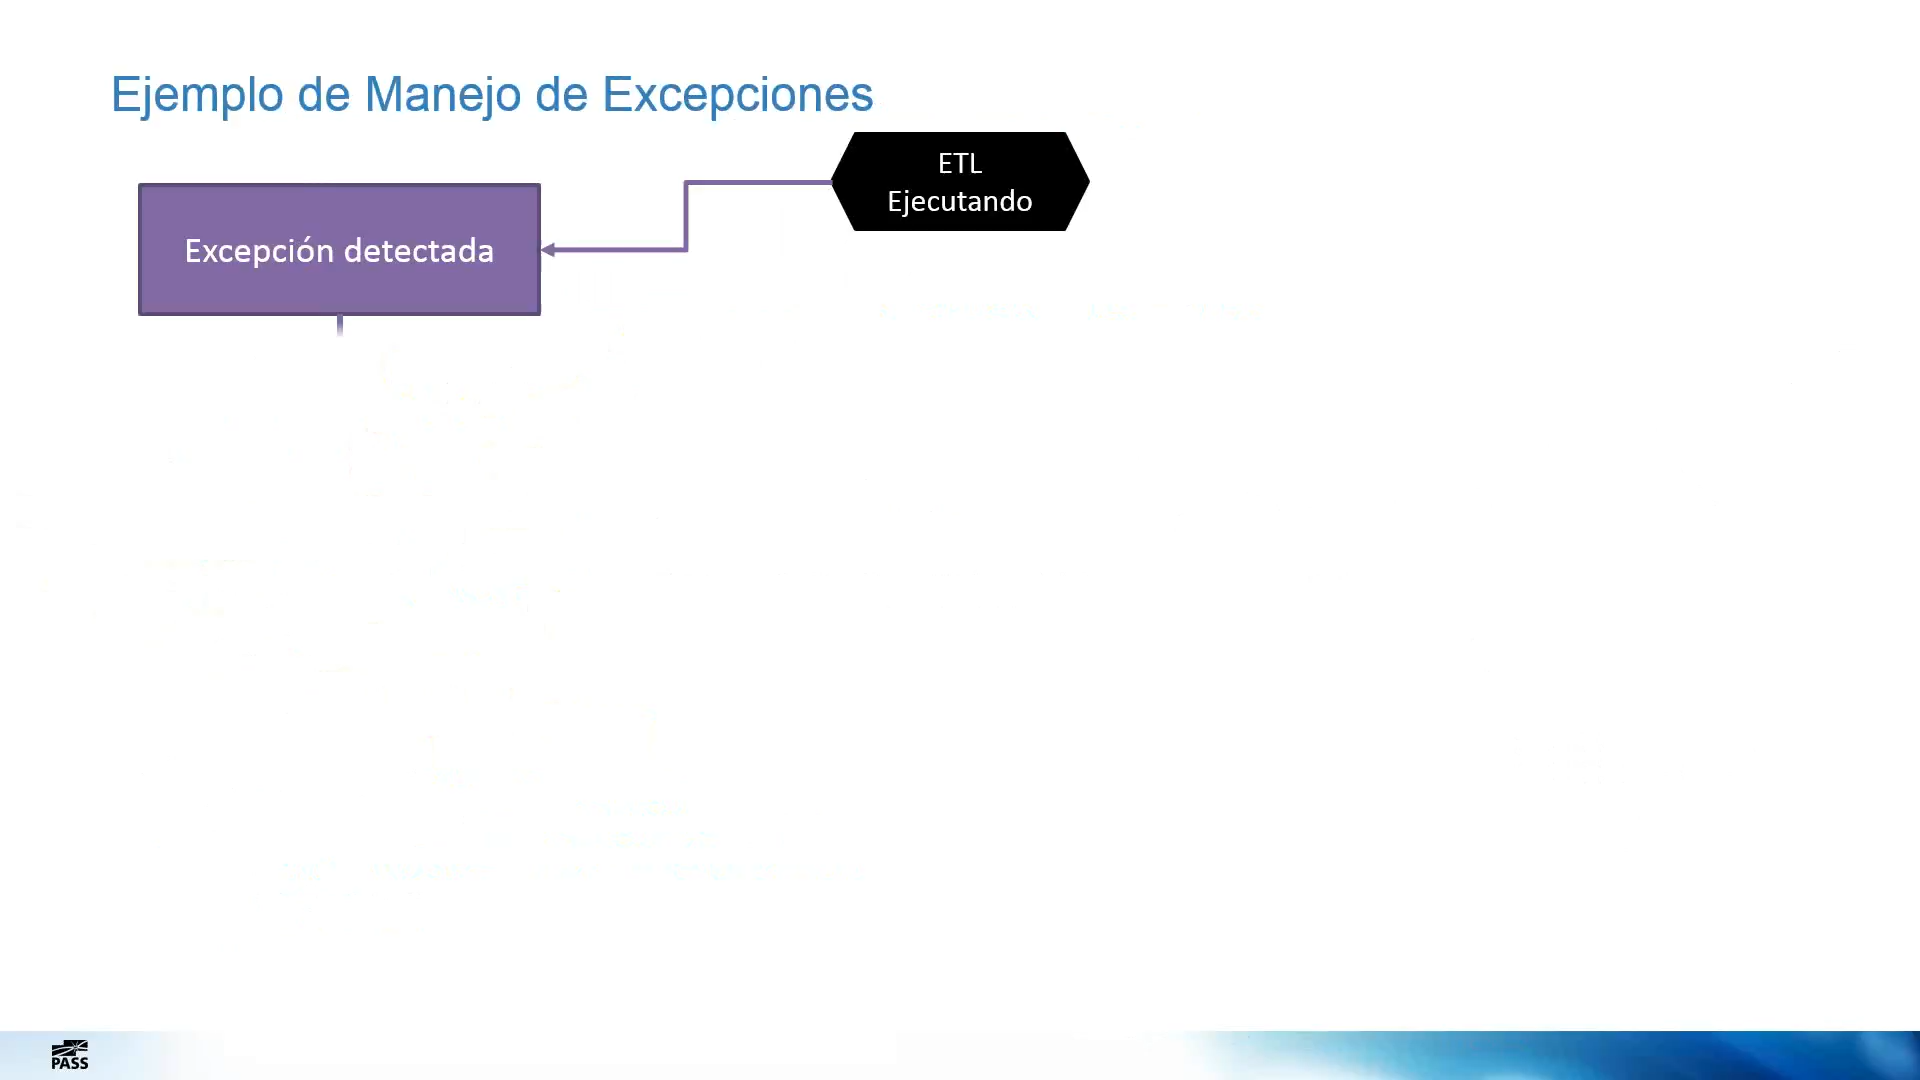 Ejemplo de Manejo de Excepciones
ETL
Ejecutando
Excepción detectada
PASS